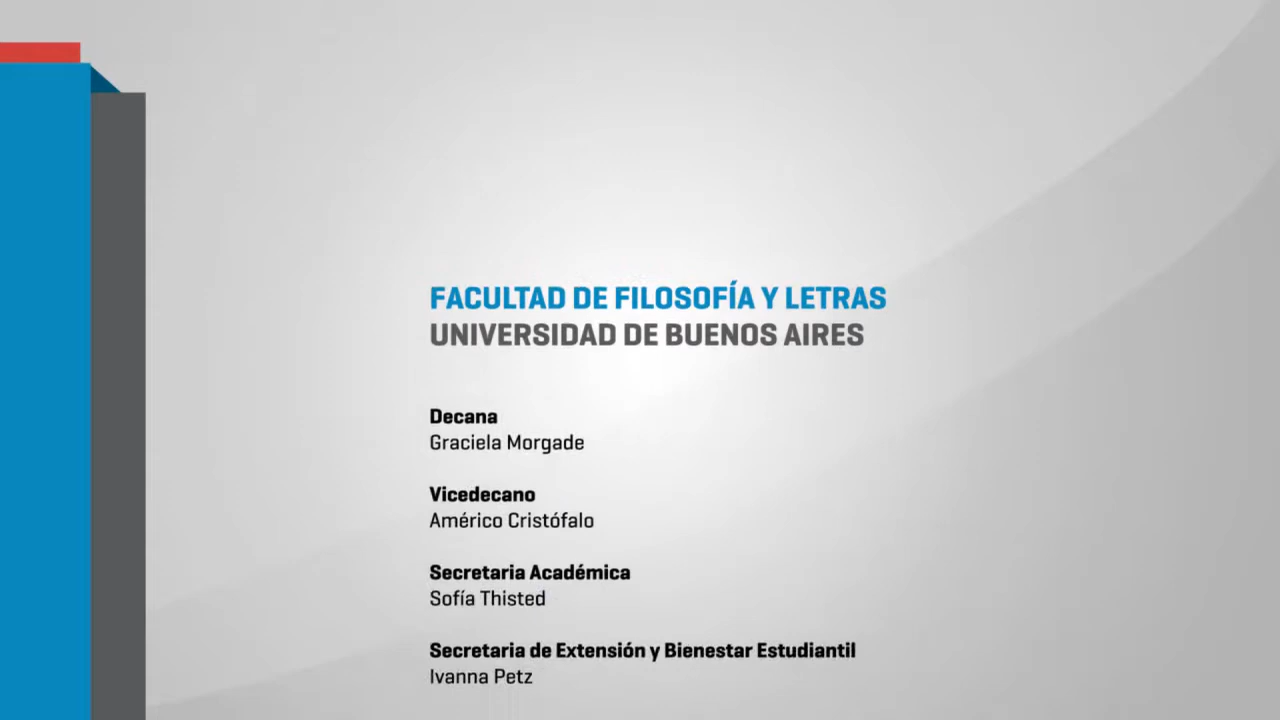 FACULTAD DE FILOSOFÍA Y LETRAS
UNIVERSIDAD DE BUENOS AIRES
Decana
Graciela Morgade
Vicedecano
Américo Cristófalo
Secretaria Académica
Sofía Thisted
Secretaria de Extensión y Bienestar Estudiantil
Ivanna Petz